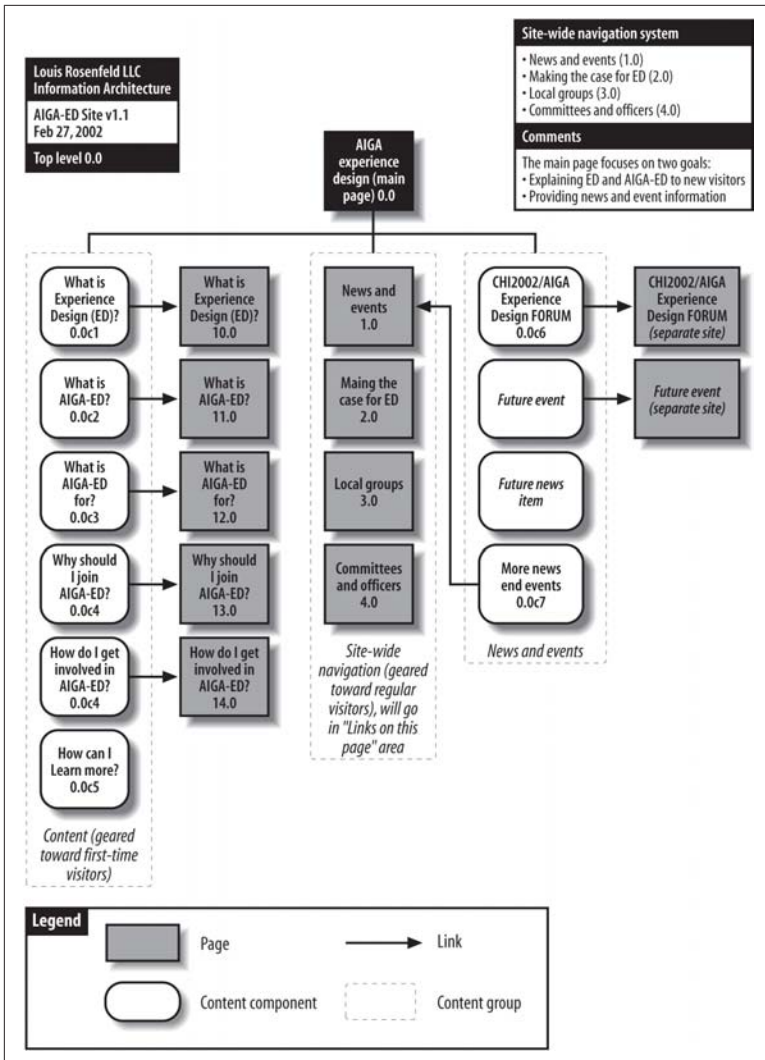 Louis Rosenfeld LLC
Information Architecture
AIGA-ED Site v1.1
Feb 27, 2002
Top level 0.0
Site-wide navigation system
• News and events (1.0)
• Making the case for ED (2.0)
• Local groups (3.0)
• Committees and officers (4.0)
Comments
The main page focuses on two goals:
• Explaining ED and AIGA-ED to new visitors
• Providing news and event information
AIGA
experience
design (main
page) 0.0
What is
Experience
Design (ED)?
0.0c1
What is
AIGA-ED?
0.0c2
What is
AIGA-ED
for?
0.0c3
Why should
I join
AIGA-ED?
0.0c4
How do I get
involved in
AIGA-ED?
0.0c4
How can I
Learn more?
0.0c5
Content (geared
toward first-time
visitors)
What is
Experience
Design (ED)?
10.0
What is
AIGA-ED?
11.0
What is
AIGA-ED
for?
12.0
Why should
I join
AIGA-ED?
13.0
How do I get
involved in
AIGA-ED?
14.0
News and
events
1.0
Maing the
case for ED
2.0
Local groups
3.0
Committees
and officers
4.0
Site-wide
navigation (geared
toward regular
visitors), will go
in "Links on this
page" area
CHI2002/AIGA
Experience
Design FORUM
0.0c6
Future event
Future news
item
More news
end events
0.0c7
News and events
CHI2002/AIGA
Experience
Design FORUM
(separate site)
Future event
(separate site)
Legend
Page
Link
Content component
Content group